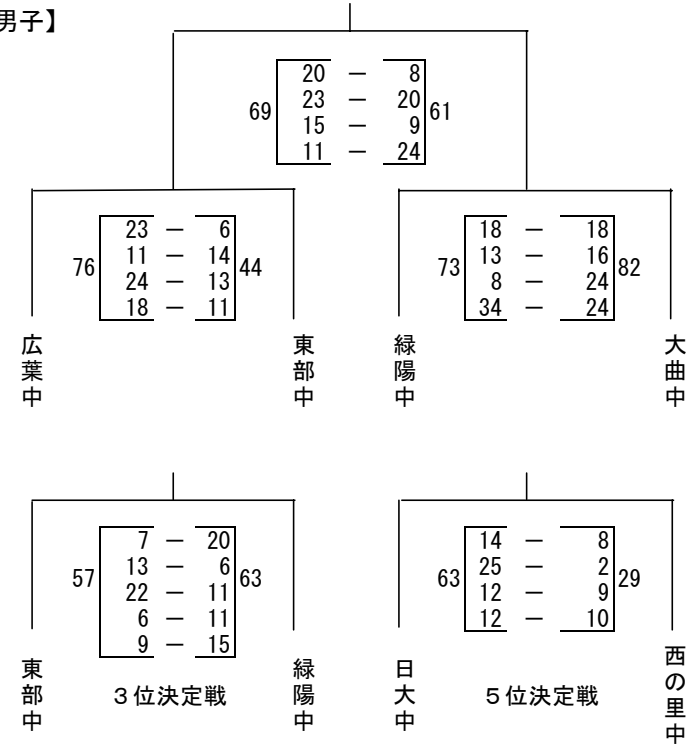 男子】
20 － 8
23 － 20
69 61
15 － 9
11 － 24
23 － 6
11 － 14
76 44
24 － 13
18 － 11
18 － 18
13 － 16
73 82
8 － 24
34 － 24
広葉中
東部中
緑陽中
大曲中
7 － 20
13 － 6
57 63
22 － 11
6 － 11
9 － 15
14 － 8
25 － 2
63 29
12 － 9
12 － 10
東部中
３位決定戦
緑陽中
日大中
５位決定戦
西の里中